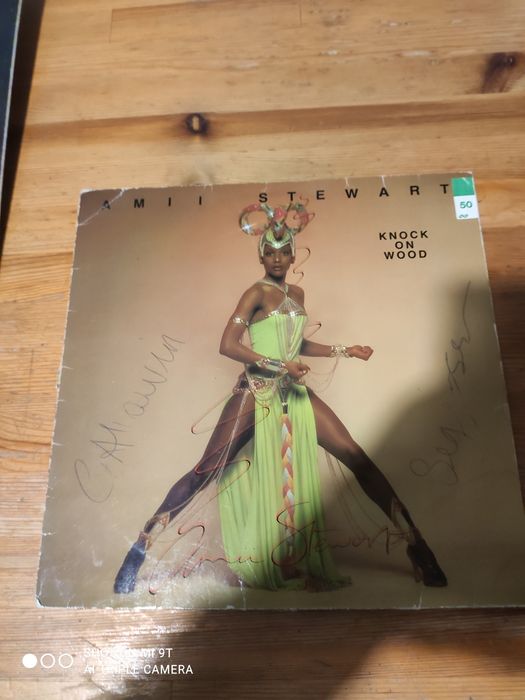 AMII STEWART
50
KNOCK
ON
WOOD
Amii Stewart
SHOT ON MI 9T
AI TRIPLE CAMERA